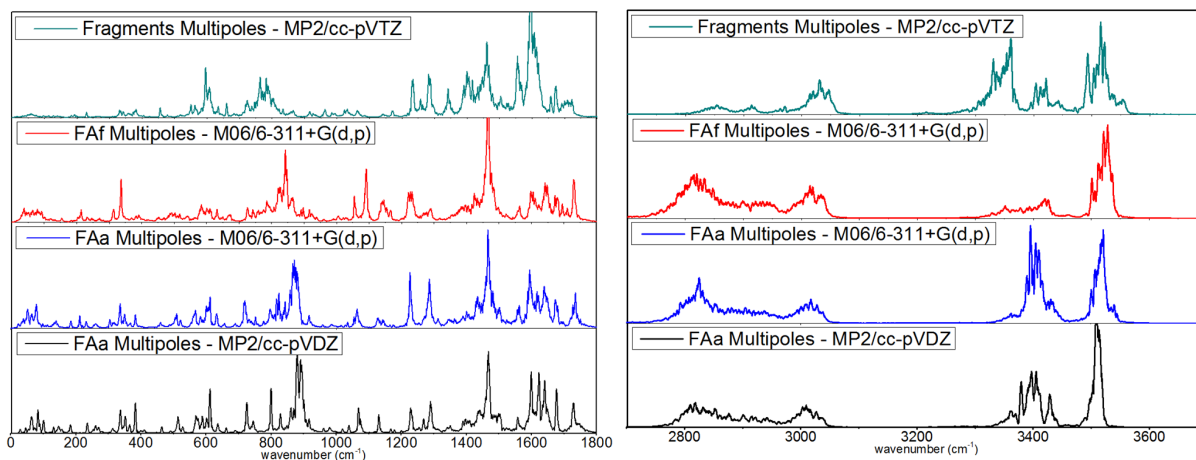 Fragments Multipoles - MP2/cc-pVTZ
FAf Multipoles - M06/6-311+G(d,p)
FAa Multipoles - M06/6-311+G(d,p)
FAa Multipoles - MP2/cc-pVDZ
0 200 400 600 800 1000 1200 1400 1600 1800
wavenumber (cm⁻¹)
Fragments Multipoles - MP2/cc-pVTZ
FAf Multipoles - M06/6-311+G(d,p)
FAa Multipoles - M06/6-311+G(d,p)
FAa Multipoles - MP2/cc-pVDZ
2800 3000 3200 3400 3600
wavenumber (cm⁻¹)